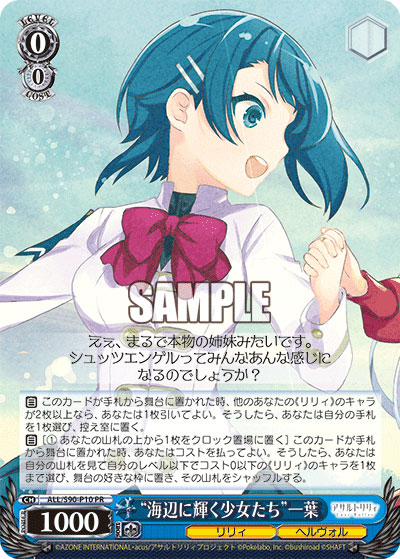 LEVEL
0
0
COST
SAMPLE
ええ、まるで本物の姉妹みたいです。
シュッツエンゲルってみんなあんな感じに
なるのでしょうか？
自 このカードが手札から舞台に置かれた時、他のあなたの《リリィ》のキャラ
が2枚以上なら、あなたは1枚引いてよい。そうしたら、あなたは自分の手札
を1枚選び、控え室に置く。
自 ［① あなたの山札の上から1枚をクロック置場に置く］ このカードが手札
から舞台に置かれた時、あなたはコストを払ってよい。そうしたら、あなたは
自分の山札を見て自分のレベル以下でコスト0以下の《リリィ》のキャラを1枚
まで選び、舞台の好きな枠に置き、その山札をシャッフルする。
CH ALL/S90-P10 PR
1000
“海辺に輝く少女たち”一葉
アサルトリリィ
リリィ
ヘルヴォル
©AZONE INTERNATIONAL・acus/アサルトリリィプロジェクト ©Pokelabo, Inc. ©bushiroad ©SHAFT